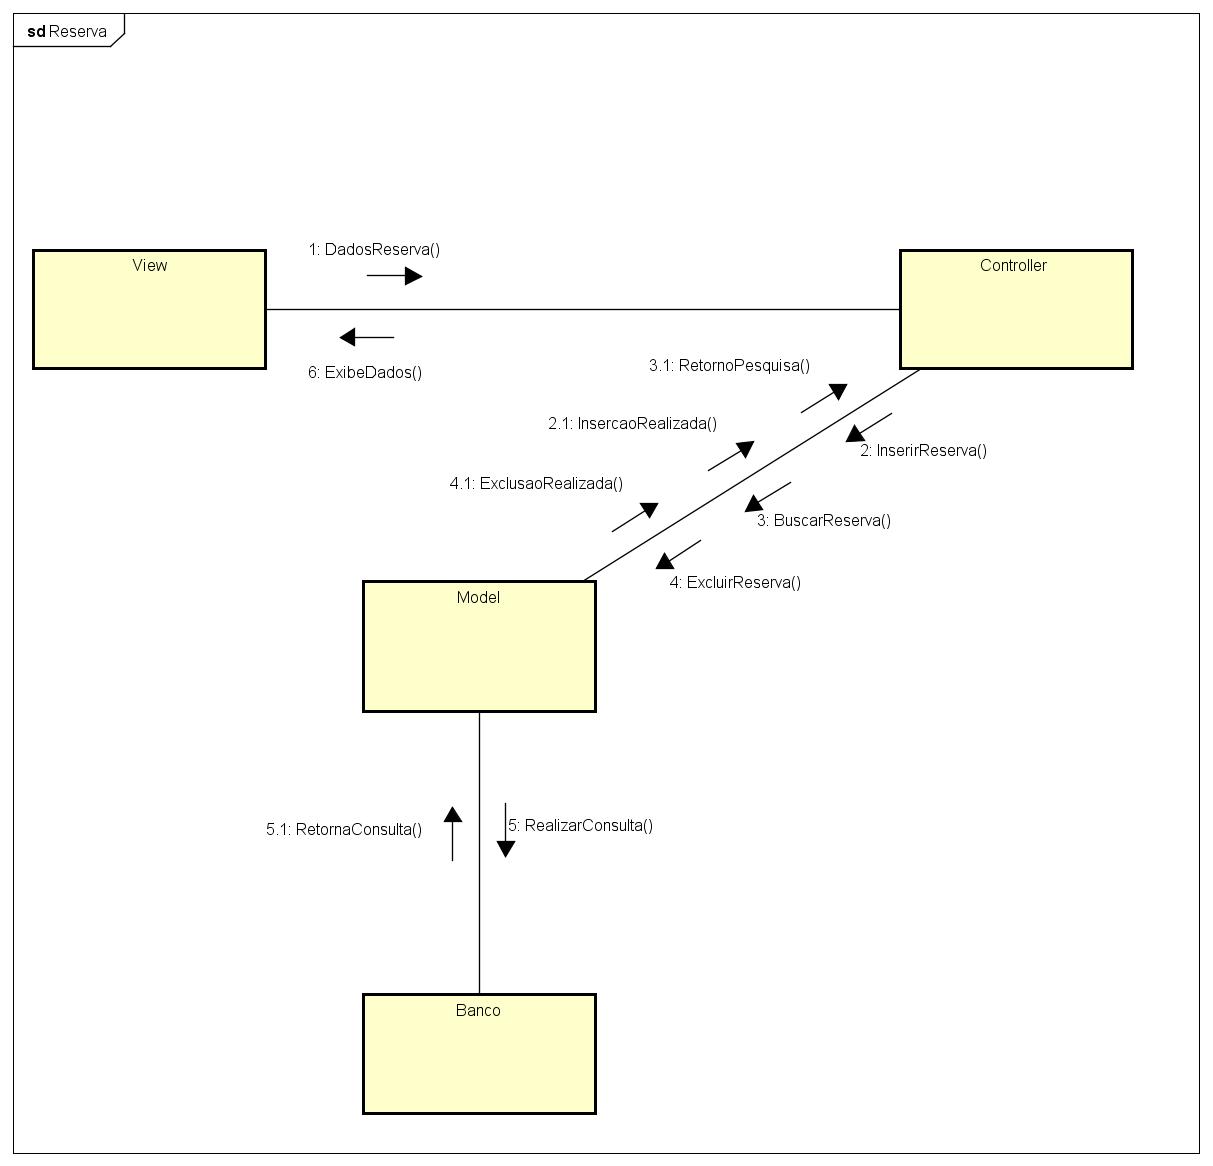 sd Reserva
1: DadosReserva()
View
Controller
6: ExibeDados()
3.1: RetornoPesquisa()
2.1: InsercaoRealizada()
2: InserirReserva()
4.1: ExclusaoRealizada()
3: BuscarReserva()
4: ExcluirReserva()
Model
5.1: RetornaConsulta()
5: RealizarConsulta()
Banco